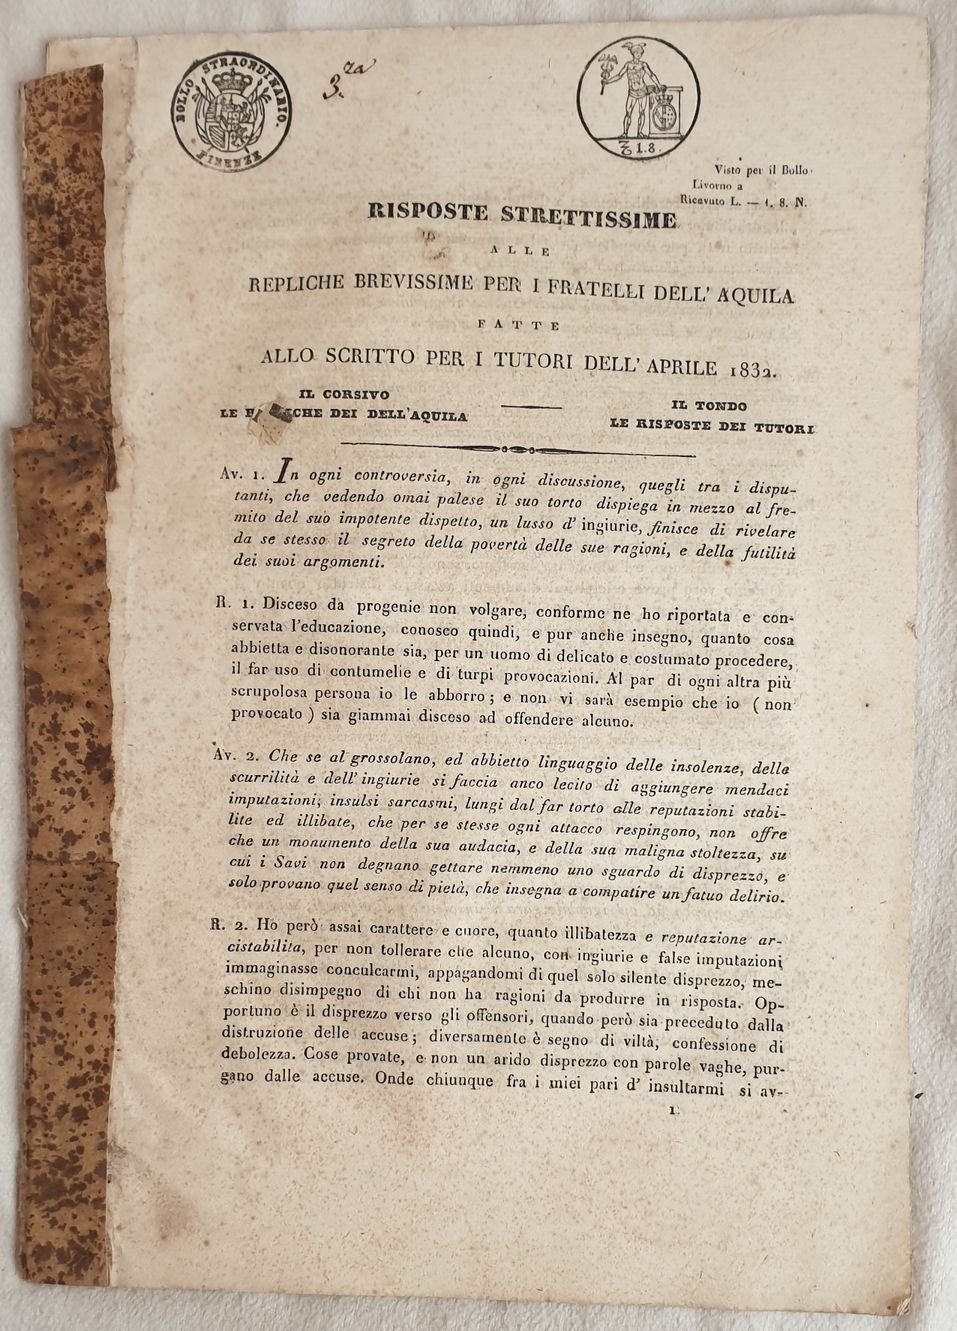 BOLLO STRAORDINARIO.
FIRENZE
3.za
1.8.
Visto per il Bollo
Livorno a
Ricevuto L. — 1. 8. N.
RISPOSTE STRETTISSIME
ALLE
REPLICHE BREVISSIME PER I FRATELLI DELL' AQUILA
FATTE
ALLO SCRITTO PER I TUTORI DELL' APRILE 1832.
IL CORSIVO
LE DEI DELL'AQUILA
IL TONDO
LE RISPOSTE DEI TUTORI
Av. 1. In ogni controversia, in ogni discussione, quegli tra i dispu-
tanti, che vedendo omai palese il suo torto dispiega in mezzo al fre-
mito del suo impotente dispetto, un lusso d' ingiurie, finisce di rivelare
da se stesso il segreto della povertà delle sue ragioni, e della futilità
dei suoi argomenti.
R. 1. Disceso da progenie non volgare, conforme ne ho riportata e con-
servata l'educazione, conosco quindi, e pur anche insegno, quanto cosa
abbietta e disonorante sia, per un uomo di delicato e costumato procedere,
il far uso di contumelie e di turpi provocazioni. Al par di ogni altra più
scrupolosa persona io le abborro; e non vi sarà esempio che io ( non
provocato ) sia giammai disceso ad offendere alcuno.
Av. 2. Che se al grossolano, ed abbietto linguaggio delle insolenze, della
scurrilità e dell' ingiurie si faccia anco lecito di aggiungere mendaci
imputazioni, insulsi sarcasmi, lungi dal far torto alle reputazioni stabi-
lite ed illibate, che per se stesse ogni attacco respingono, non offre
che un monumento della sua audacia, e della sua maligna stoltezza, su
cui i Savi non degnano gettare nemmeno uno sguardo di disprezzo, e
solo provano quel senso di pietà, che insegna a compatire un fatuo delirio.
R. 2. Ho però assai carattere e cuore, quanto illibatezza e reputazione ar-
cistabilita, per non tollerare che alcuno, con ingiurie e false imputazioni
immaginasse conculcarmi, appagandomi di quel solo silente disprezzo, me-
schino disimpegno di chi non ha ragioni da produrre in risposta. Op-
portuno è il disprezzo verso gli offensori, quando però sia preceduto dalla
distruzione delle accuse; diversamente è segno di viltà, confessione di
debolezza. Cose provate, e non un arido disprezzo con parole vaghe, pur-
gano dalle accuse. Onde chiunque fra i miei pari d' insultarmi si av-
1